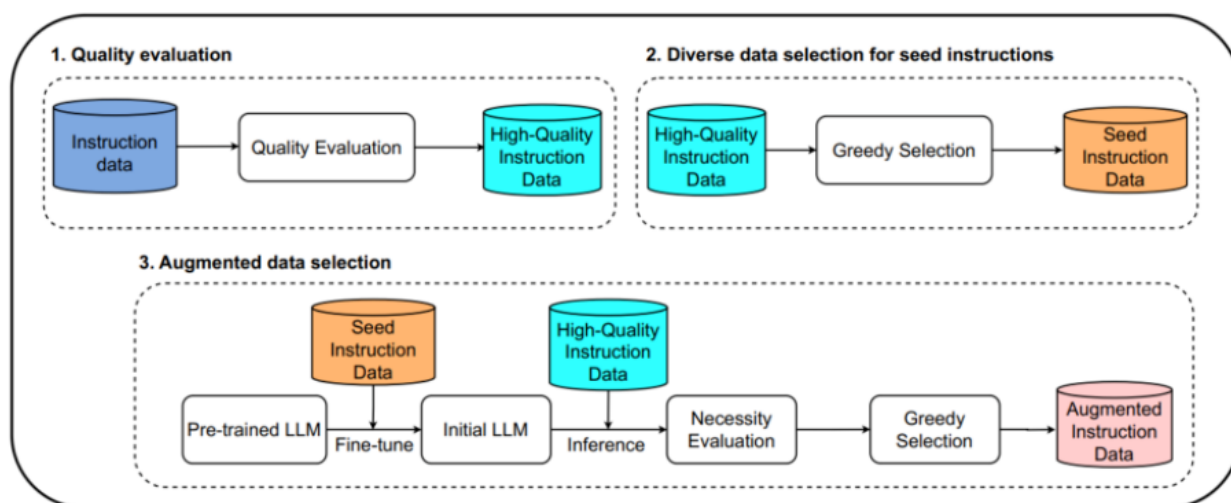 1. Quality evaluation
Instruction
data
Quality Evaluation
High-Quality
Instruction
Data
2. Diverse data selection for seed instructions
High-Quality
Instruction
Data
Greedy Selection
Seed
Instruction
Data
3. Augmented data selection
Seed
Instruction
Data
High-Quality
Instruction
Data
Pre-trained LLM
Fine-tune
Initial LLM
Inference
Necessity
Evaluation
Greedy
Selection
Augmented
Instruction
Data